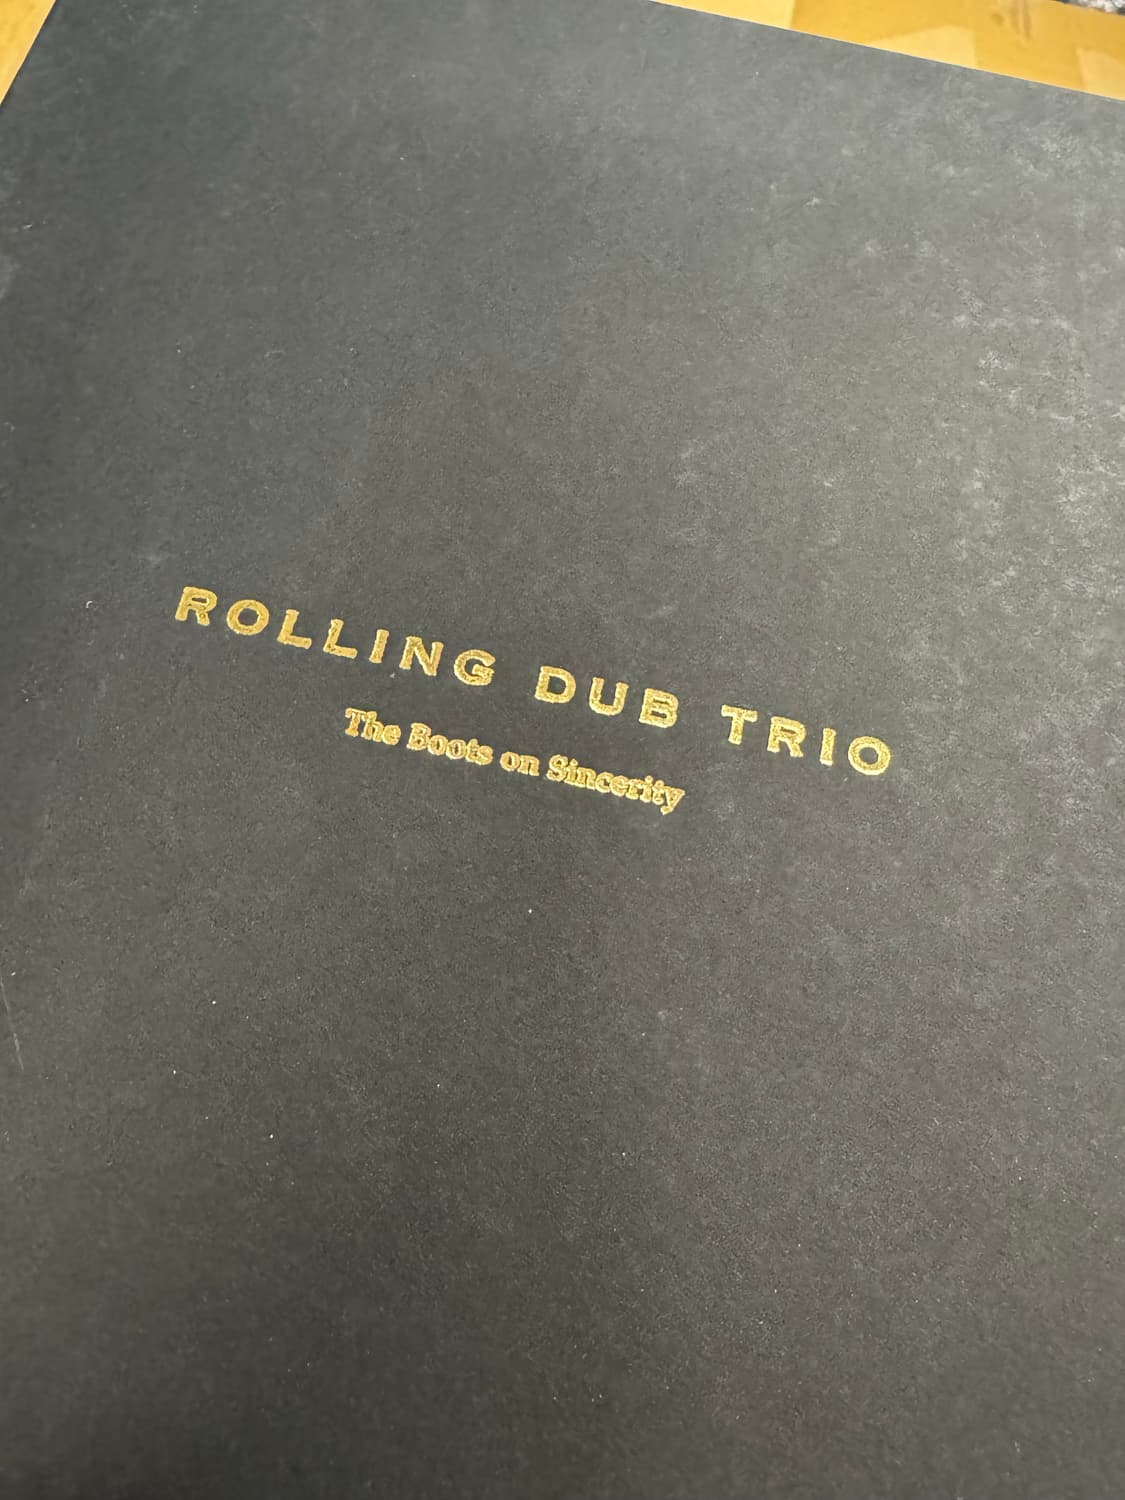 ROLLING DUB TRIO
The Boots on Sincerity